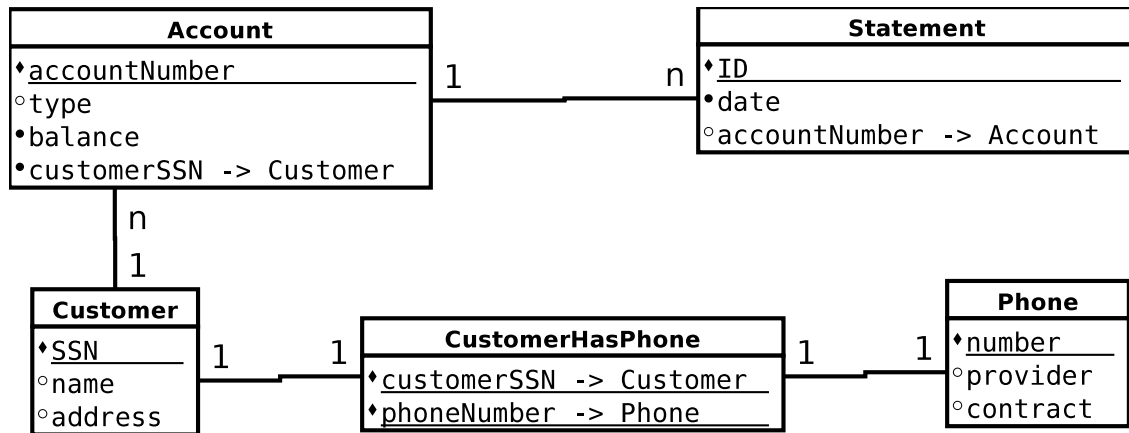 Account
accountNumber
type
balance
customerSSN -> Customer
1
n
Statement
ID
date
accountNumber -> Account
n
1
Customer
SSN
name
address
1
1
CustomerHasPhone
customerSSN -> Customer
phoneNumber -> Phone
1
1
Phone
number
provider
contract